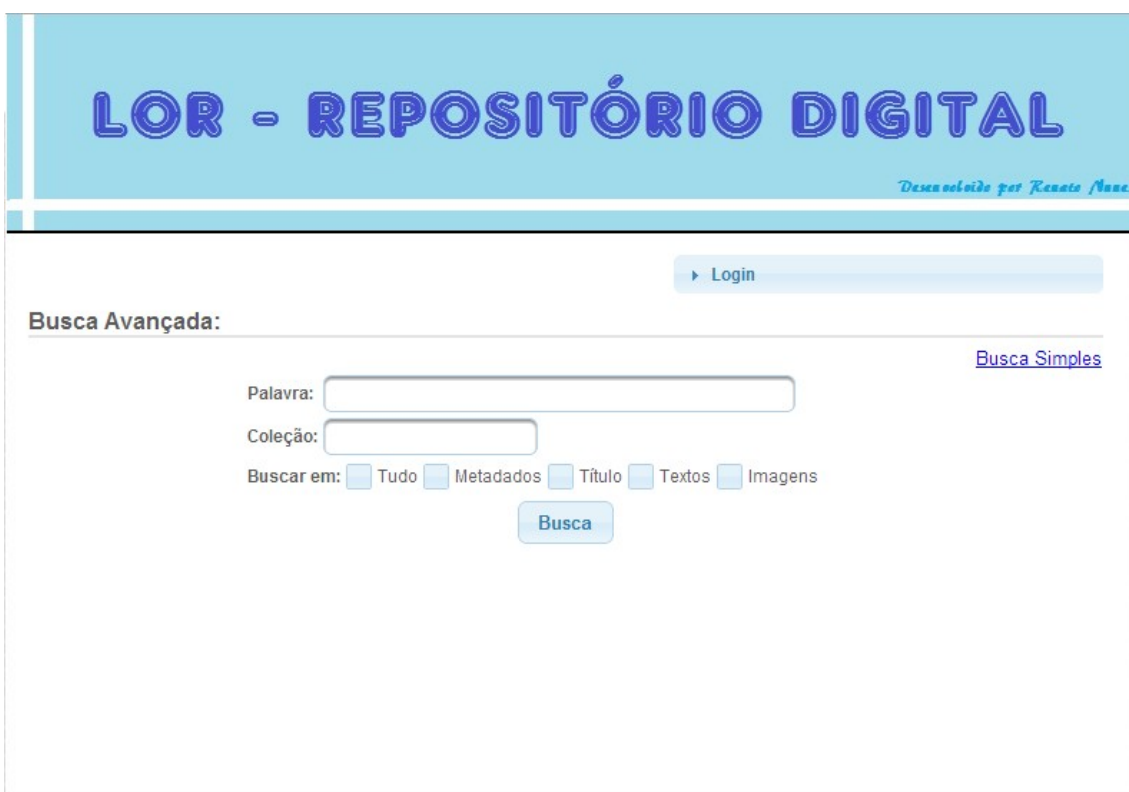 LOR - REPOSITÓRIO DIGITAL
Desenvolvido por Renato
Login
Busca Avançada:
Busca Simples
Palavra:
Coleção:
Buscar em: Tudo Metadados Título Textos Imagens
Busca